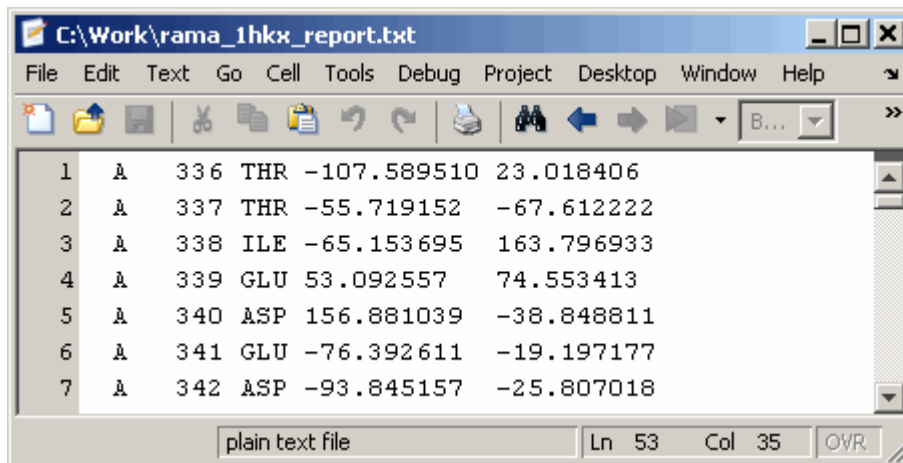 C:\Work\rama_1hkx_report.txt
File Edit Text Go Cell Tools Debug Project Desktop Window Help
B...
1 A 336 THR -107.589510 23.018406
2 A 337 THR -55.719152 -67.612222
3 A 338 ILE -65.153695 163.796933
4 A 339 GLU 53.092557 74.553413
5 A 340 ASP 156.881039 -38.848811
6 A 341 GLU -76.392611 -19.197177
7 A 342 ASP -93.845157 -25.807018
plain text file Ln 53 Col 35 OVR